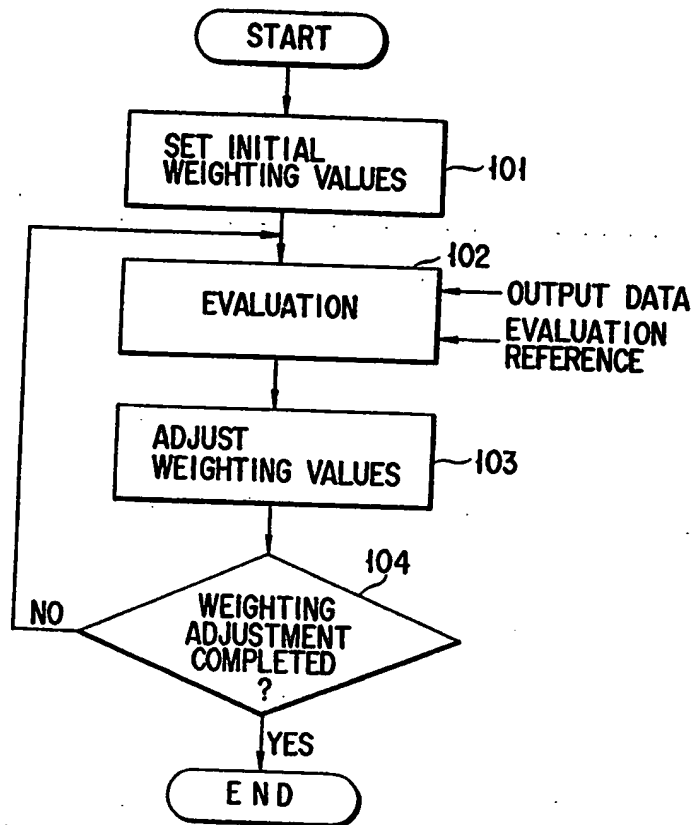 START
SET INITIAL
WEIGHTING VALUES
101
102
EVALUATION
OUTPUT DATA
EVALUATION
REFERENCE
ADJUST
WEIGHTING VALUES
103
104
NO
WEIGHTING
ADJUSTMENT
COMPLETED
?
YES
END